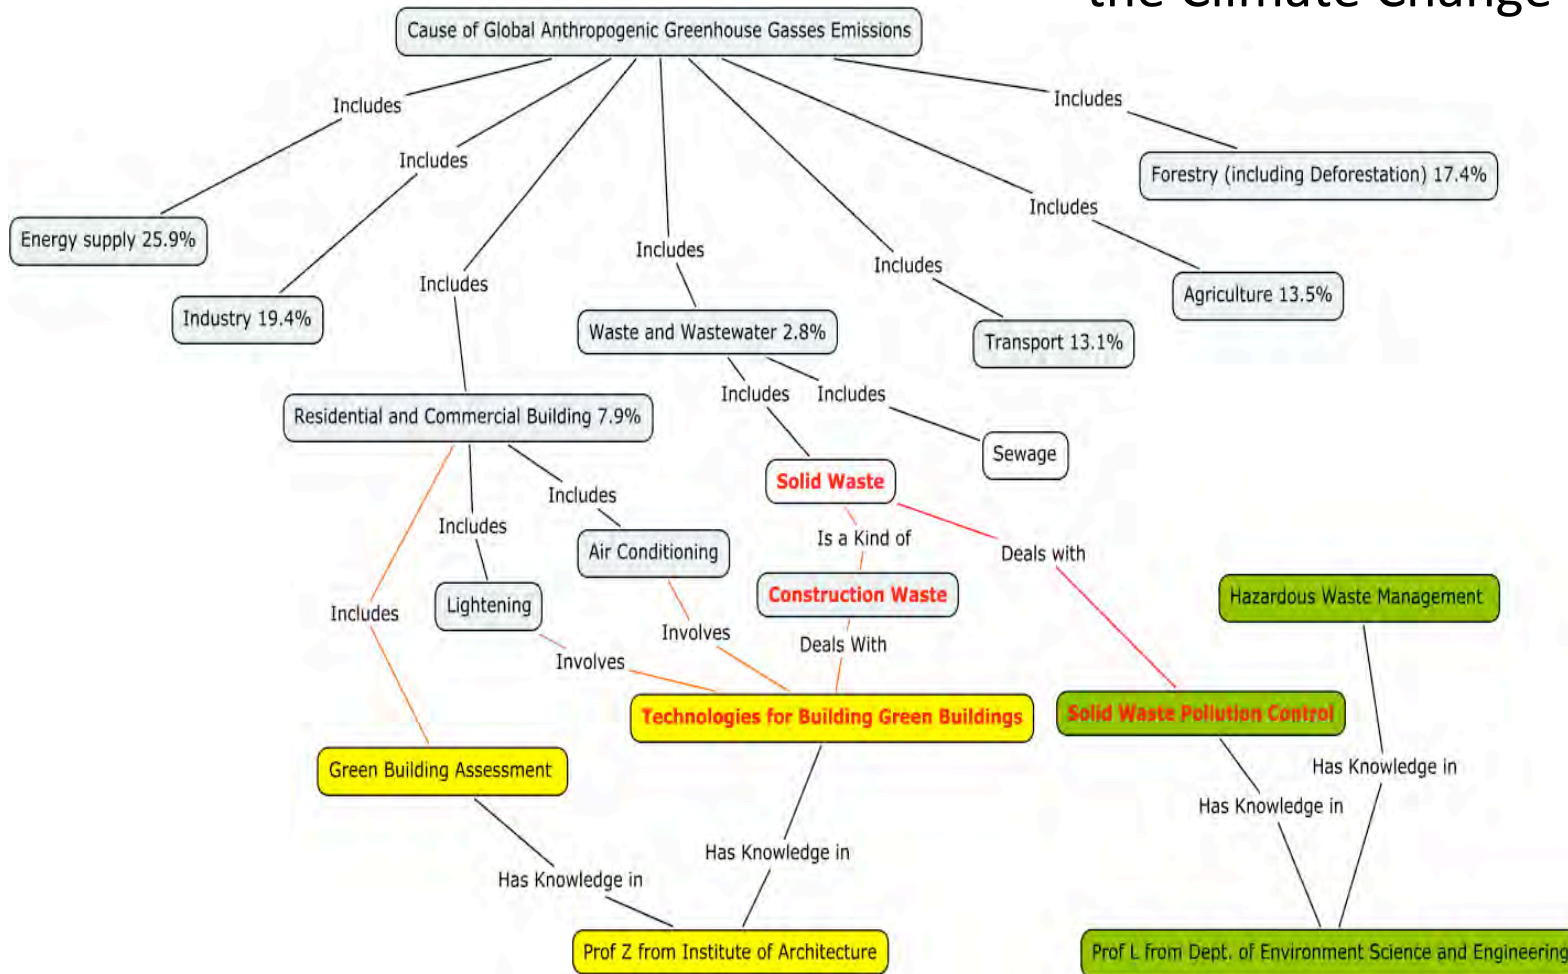 the Climate Change
Cause of Global Anthropogenic Greenhouse Gasses Emissions
Includes
Includes
Includes
Includes
Includes
Includes
Includes
Forestry (including Deforestation) 17.4%
Energy supply 25.9%
Industry 19.4%
Agriculture 13.5%
Waste and Wastewater 2.8%
Transport 13.1%
Includes
Includes
Residential and Commercial Building 7.9%
Sewage
Solid Waste
Includes
Includes
Is a Kind of
Air Conditioning
Deals with
Construction Waste
Hazardous Waste Management
Lightening
Includes
Involves
Deals With
Involves
Technologies for Building Green Buildings
Solid Waste Pollution Control
Green Building Assessment
Has Knowledge in
Has Knowledge in
Has Knowledge in
Has Knowledge in
Prof Z from Institute of Architecture
Prof L from Dept. of Environment Science and Engineering